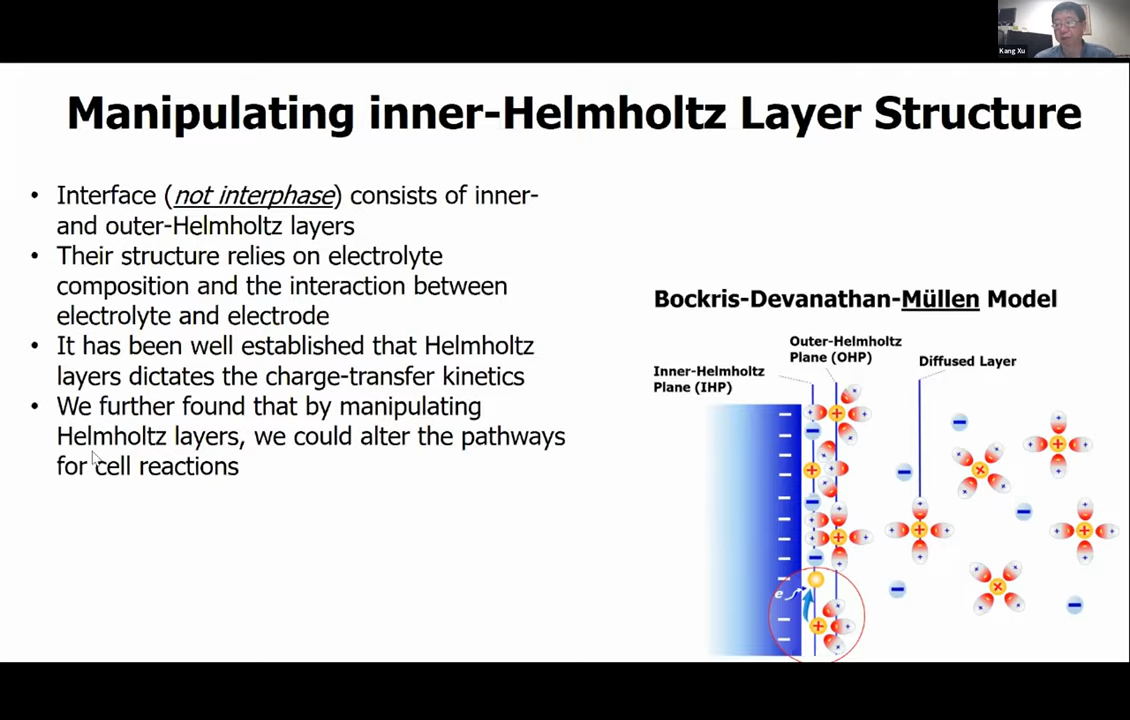 Kang Xu
Manipulating inner-Helmholtz Layer Structure
• Interface (not interphase) consists of inner-
and outer-Helmholtz layers
• Their structure relies on electrolyte
composition and the interaction between
electrolyte and electrode
• It has been well established that Helmholtz
layers dictates the charge-transfer kinetics
• We further found that by manipulating
Helmholtz layers, we could alter the pathways
for cell reactions
Bockris-Devanathan-Müllen Model
Outer-Helmholtz
Plane (OHP)
Inner-Helmholtz
Plane (IHP)
Diffused Layer
e